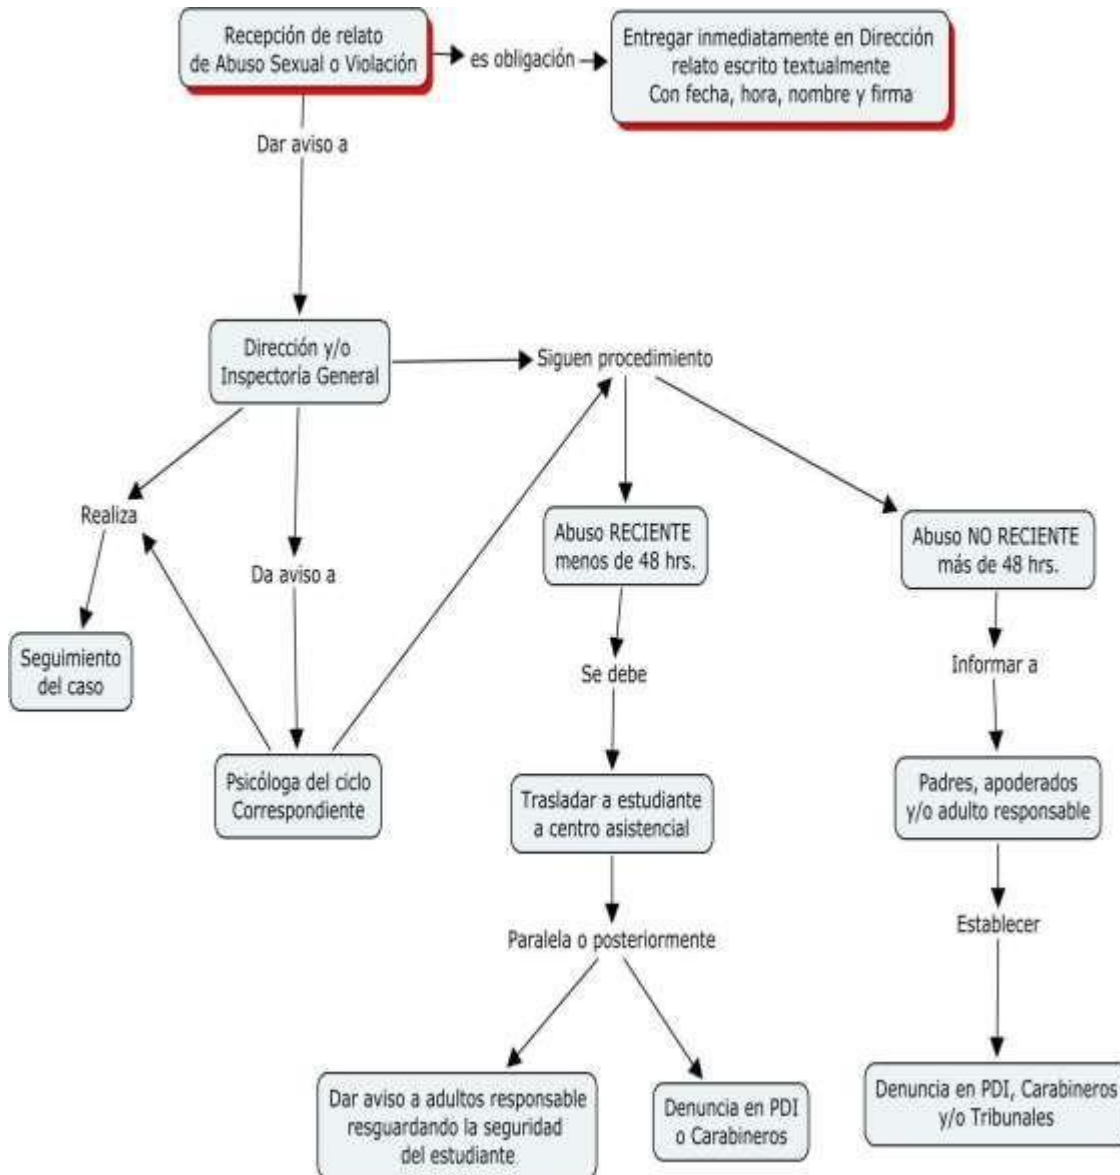 Recepción de relato
de Abuso Sexual o Violación
es obligación
Entregar inmediatamente en Dirección
relato escrito textualmente
Con fecha, hora, nombre y firma
Dar aviso a
Dirección y/o
Inspectoría General
Siguen procedimiento
Realiza
Da aviso a
Abuso RECIENTE
menos de 48 hrs.
Abuso NO RECIENTE
más de 48 hrs.
Seguimiento
del caso
Se debe
Informar a
Psicóloga del ciclo
Correspondiente
Trasladar a estudiante
a centro asistencial
Padres, apoderados
y/o adulto responsable
Paralela o posteriormente
Establecer
Dar aviso a adultos responsable
resguardando la seguridad
del estudiante
Denuncia en PDI
o Carabineros
Denuncia en PDI, Carabineros
y/o Tribunales